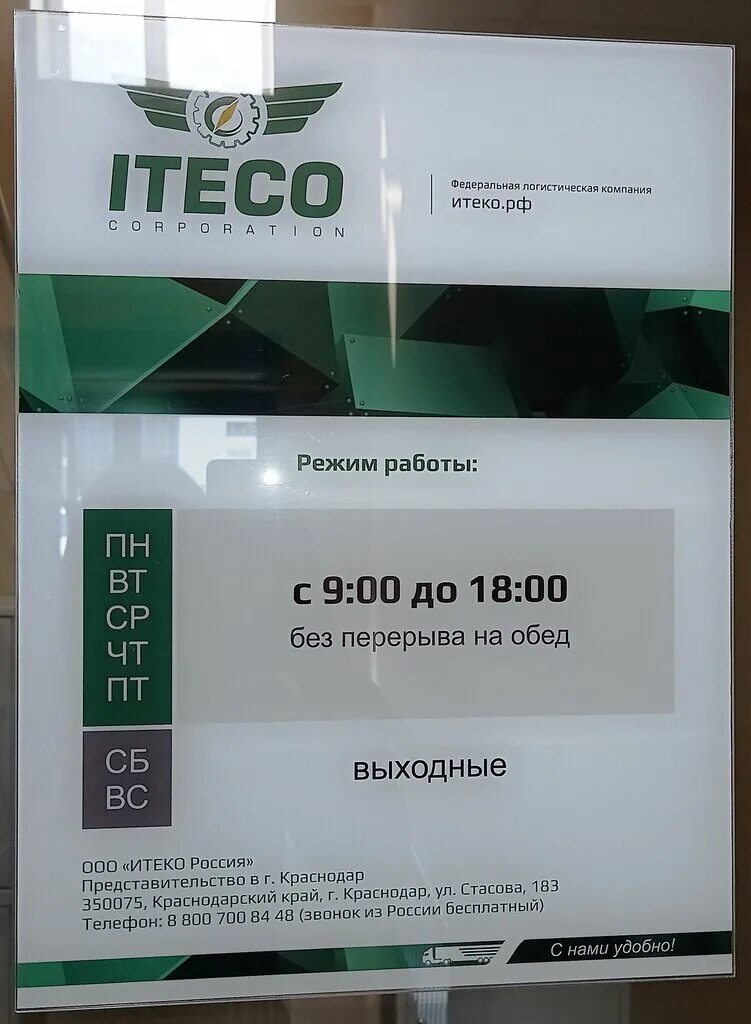 ITECO
CORPORATION
Федеральная логистическая компания
итеко.рф
Режим работы:
ПН
ВТ
СР
ЧТ
ПТ
с 9:00 до 18:00
без перерыва на обед
СБ
ВС
выходные
ООО «ИТЕКО Россия»
Представительство в г. Краснодар
350075, Краснодарский край, г. Краснодар, ул. Стасова, 183
Телефон: 8 800 700 84 48 (звонок из России бесплатный)
С нами удобно!